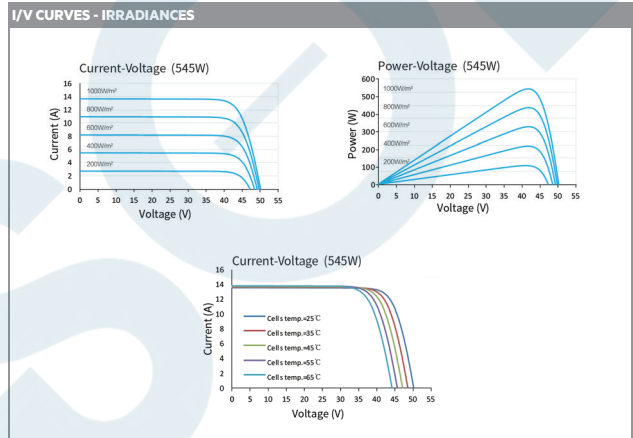 I/V CURVES - IRRADIANCES
Current-Voltage (545W)
16
14
12
10
8
6
4
2
0
Current (A)
1000W/m²
800W/m²
600W/m²
400W/m²
200W/m²
0 5 10 15 20 25 30 35 40 45 50 55
Voltage (V)
Power-Voltage (545W)
600
500
400
300
200
100
0
Power (W)
1000W/m²
800W/m²
600W/m²
400W/m²
200W/m²
0 5 10 15 20 25 30 35 40 45 50 55
Voltage (V)
Current-Voltage (545W)
16
14
12
10
8
6
4
2
0
Current (A)
Cells temp.=25℃
Cells temp.=35℃
Cells temp.=45℃
Cells temp.=55℃
Cells temp.=65℃
0 5 10 15 20 25 30 35 40 45 50 55
Voltage (V)